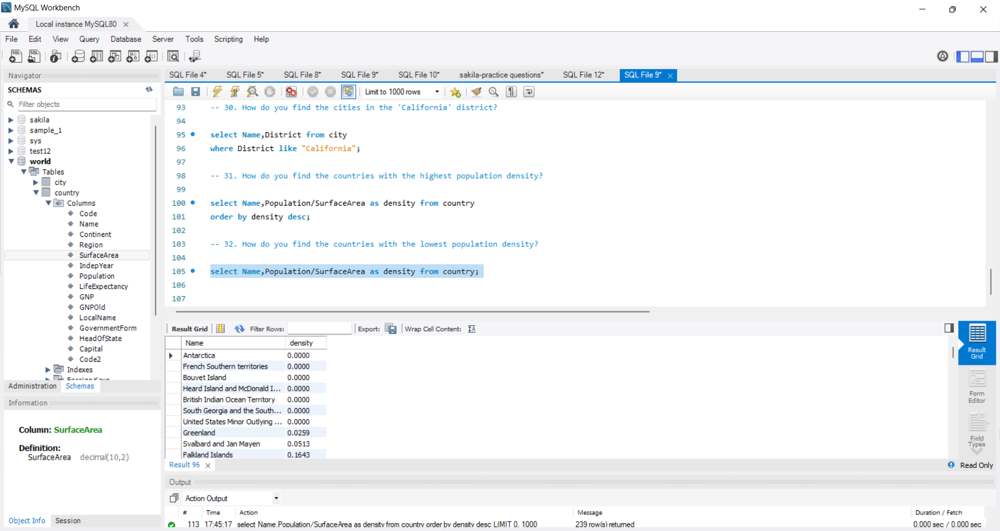 MySQL Workbench
Local instance MySQL80
File Edit View Query Database Server Tools Scripting Help
Navigator
SCHEMAS
Filter objects
sakila
sample_1
sys
test12
world
Tables
city
country
Columns
Code
Name
Continent
Region
SurfaceArea
IndepYear
Population
LifeExpectancy
GNP
GNPOld
LocalName
GovernmentForm
HeadOfState
Capital
Code2
Indexes
Foreign Keys
Administration Schemas
Information
Column: SurfaceArea
Definition:
SurfaceArea decimal(10,2)
Object Info Session
SQL File 4* SQL File 5* SQL File 8* SQL File 9* SQL File 10* sakila-practice questions* SQL File 12* SQL File 9*
Limit to 1000 rows
93 -- 30. How do you find the cities in the 'California' district?
94
95 select Name,District from city
96 where District like "California";
97
98 -- 31. How do you find the countries with the highest population density?
99
100 select Name,Population/SurfaceArea as density from country
101 order by density desc;
102
103 -- 32. How do you find the countries with the lowest population density?
104
105 select Name,Population/SurfaceArea as density from country;
106
107
Result Grid Filter Rows: Export: Wrap Cell Content:
Name density
Antarctica 0.0000
French Southern territories 0.0000
Bouvet Island 0.0000
Heard Island and McDonald I... 0.0000
British Indian Ocean Territory 0.0000
South Georgia and the South... 0.0000
United States Minor Outlying ... 0.0000
Greenland 0.0259
Svalbard and Jan Mayen 0.0513
Falkland Islands 0.1643
Result Grid
Form Editor
Field Types
Result 96
Read Only
Output
Action Output
# Time Action Message Duration / Fetch
113 17:45:17 select Name,Population/SurfaceArea as density from country order by density desc LIMIT 0, 1000 239 row(s) returned 0.000 sec / 0.000 sec